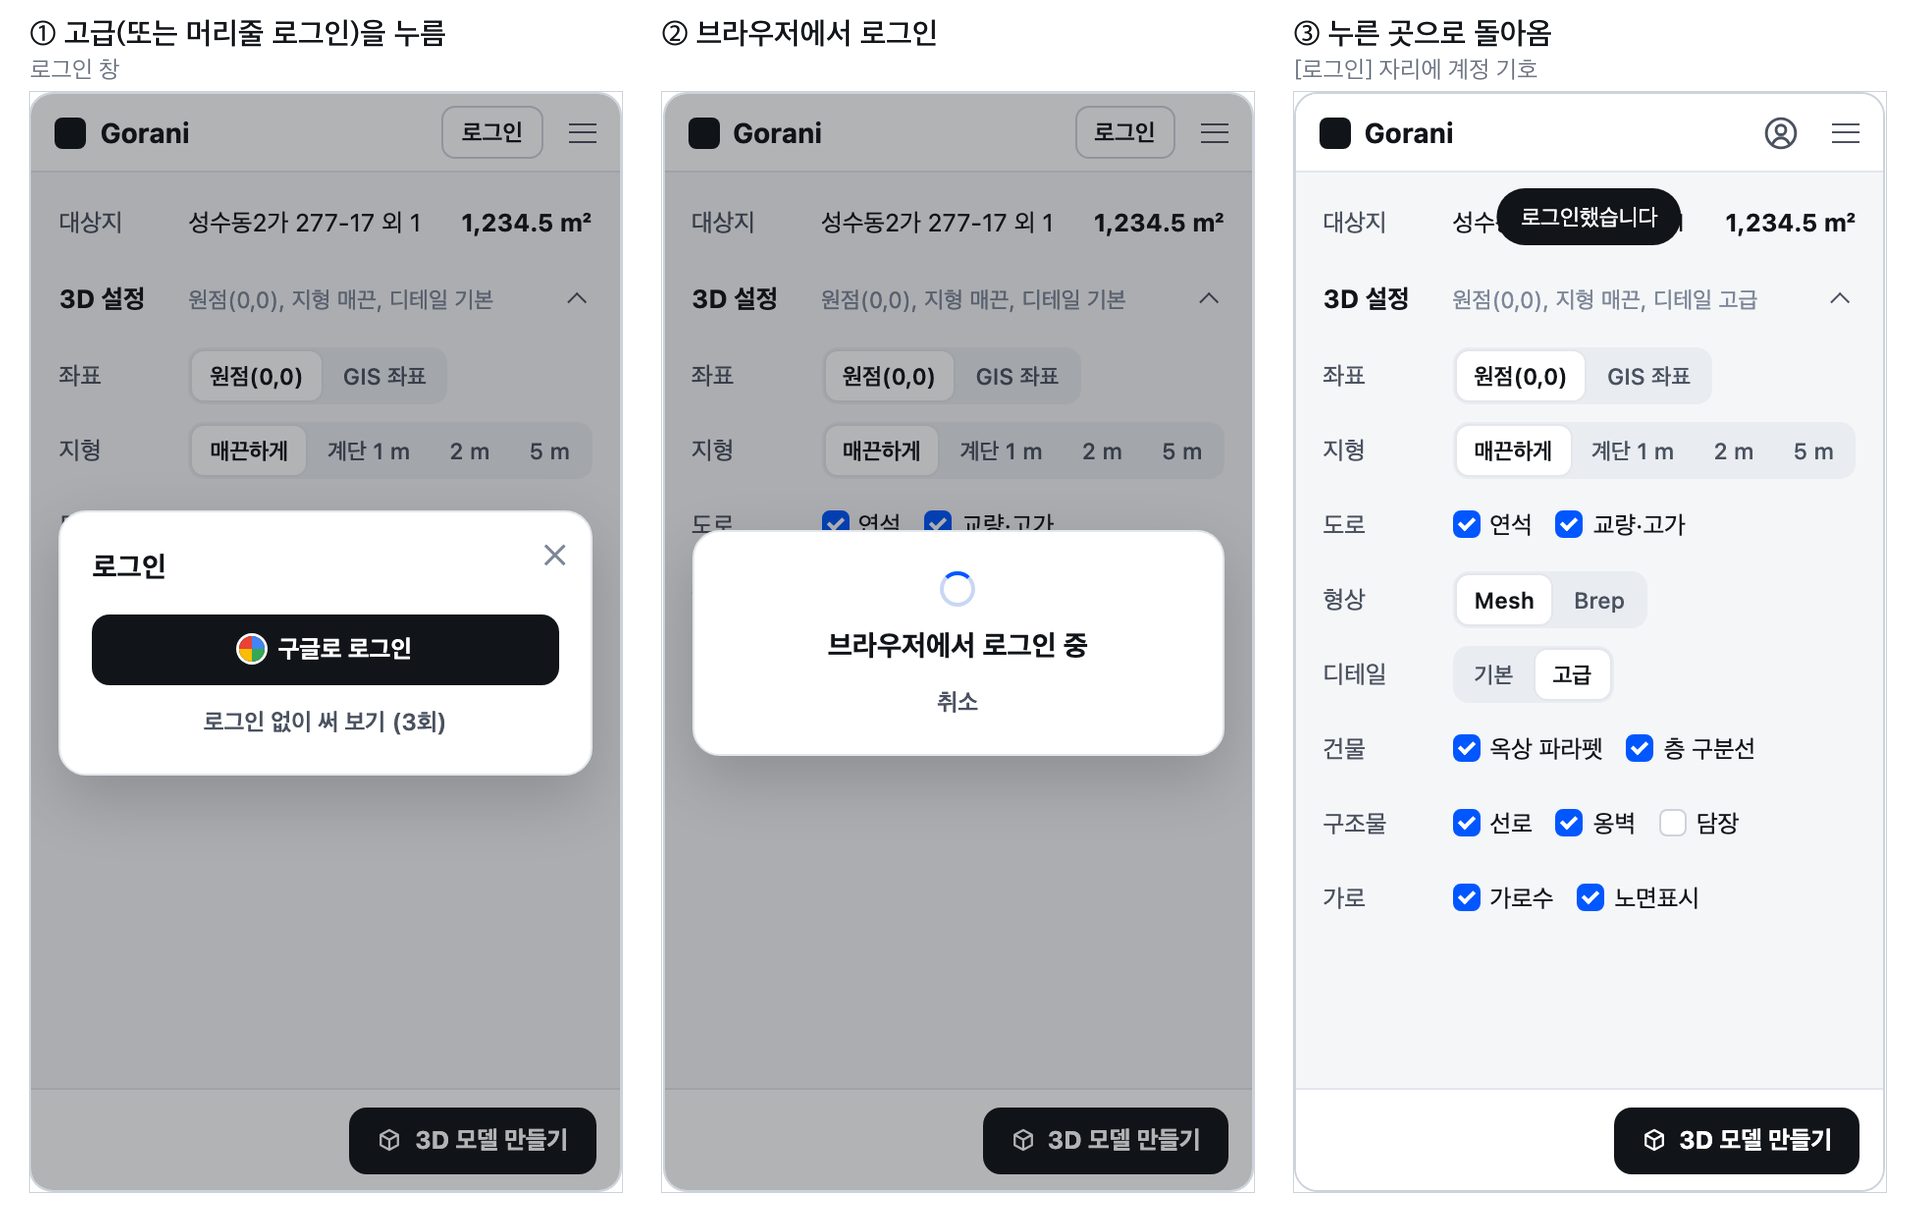 ① 고급(또는 머리줄 로그인)을 누름
로그인 창
Gorani
로그인
대상지
성수동2가 277-17 외 1
1,234.5 m²
3D 설정
원점(0,0), 지형 매끈, 디테일 기본
좌표
원점(0,0)
GIS 좌표
지형
매끈하게
계단 1 m
2 m
5 m
로그인
구글로 로그인
로그인 없이 써 보기 (3회)
3D 모델 만들기
② 브라우저에서 로그인
Gorani
로그인
대상지
성수동2가 277-17 외 1
1,234.5 m²
3D 설정
원점(0,0), 지형 매끈, 디테일 기본
좌표
원점(0,0)
GIS 좌표
지형
매끈하게
계단 1 m
2 m
5 m
도로
연석
교량·고가
브라우저에서 로그인 중
취소
3D 모델 만들기
③ 누른 곳으로 돌아옴
[로그인] 자리에 계정 기호
Gorani
로그인했습니다
대상지
성수
1,234.5 m²
3D 설정
원점(0,0), 지형 매끈, 디테일 고급
좌표
원점(0,0)
GIS 좌표
지형
매끈하게
계단 1 m
2 m
5 m
도로
연석
교량·고가
형상
Mesh
Brep
디테일
기본
고급
건물
옥상 파라펫
층 구분선
구조물
선로
옹벽
담장
가로
가로수
노면표시
3D 모델 만들기